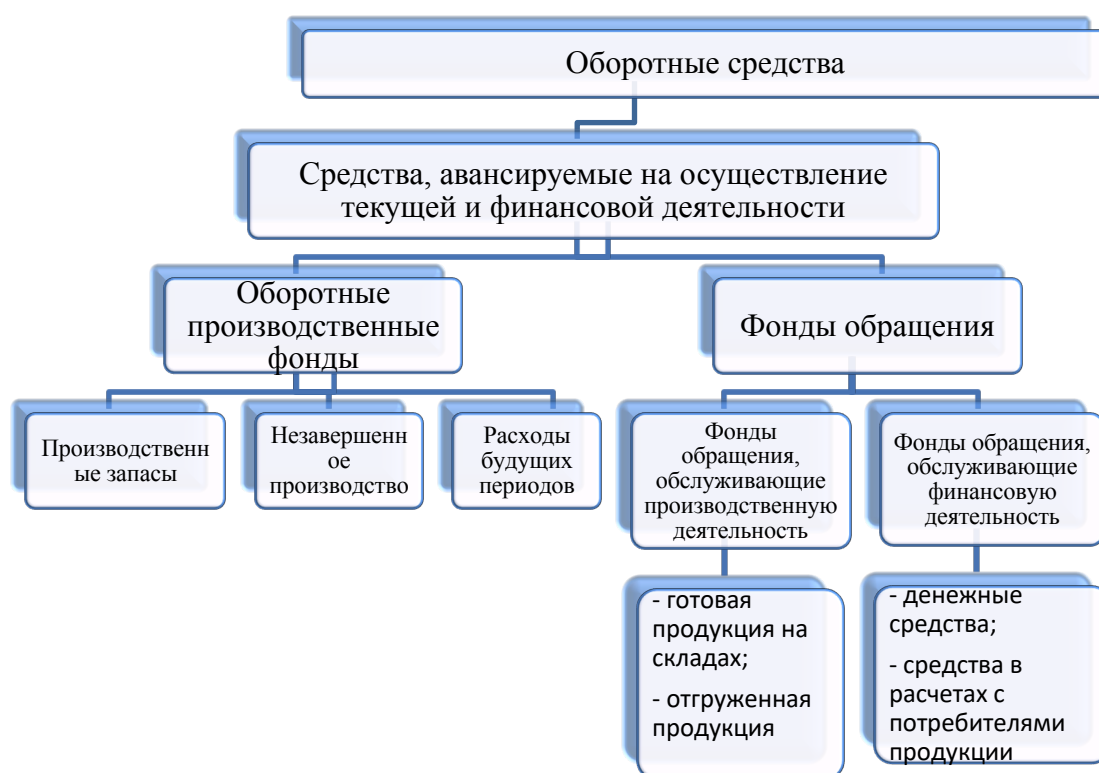 Оборотные средства
Средства, авансируемые на осуществление
текущей и финансовой деятельности
Оборотные
производственные
фонды
Фонды обращения
Производственн
ые запасы
Незавершенн
ое
производство
Расходы
будущих
периодов
Фонды
обращения,
обслуживающие
производственную
деятельность
Фонды обращения,
обслуживающие
финансовую
деятельность
- готовая
продукция на
складах;
- отгруженная
продукция
- денежные
средства;
- средства в
расчетах с
потребителями
продукции